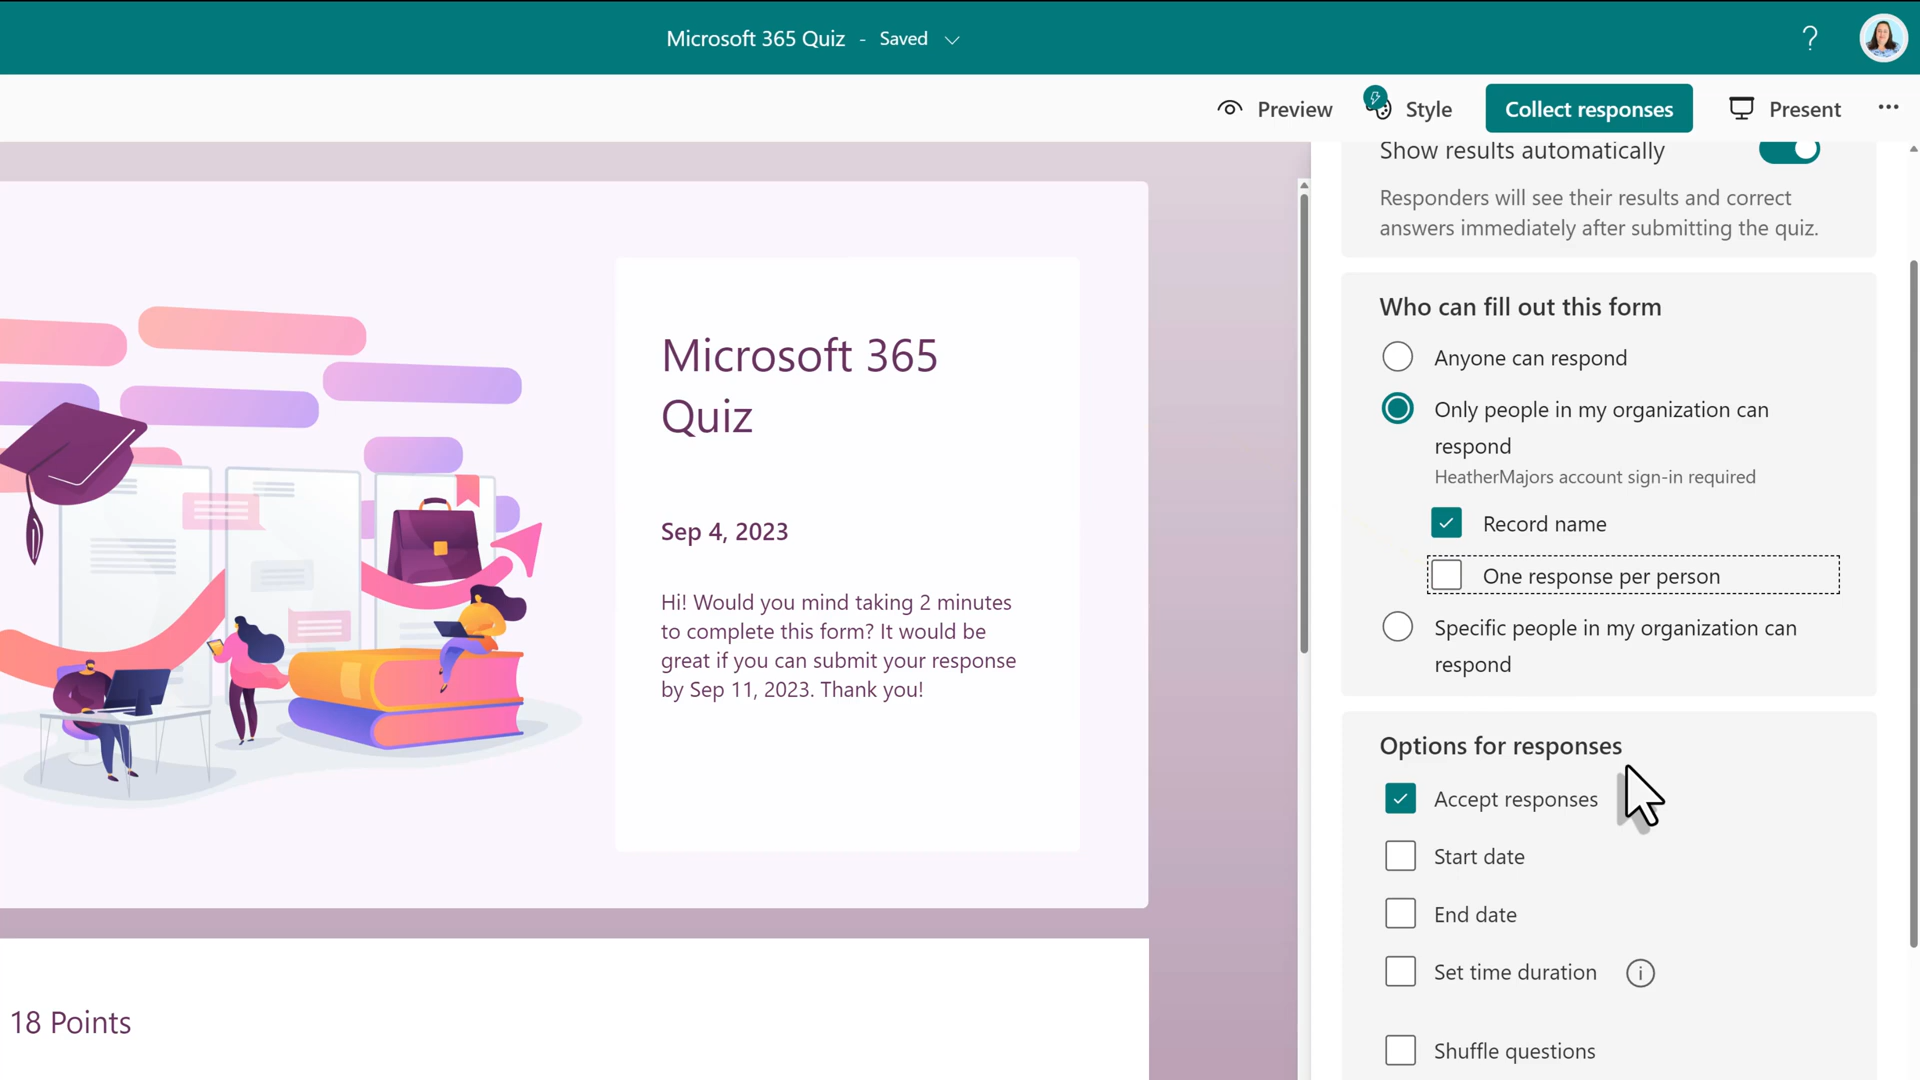 Microsoft 365 Quiz - Saved
?
Preview
Style
Collect responses
Present
Show results automatically
Responders will see their results and correct
answers immediately after submitting the quiz.
Who can fill out this form
Anyone can respond
Only people in my organization can
respond
HeatherMajors account sign-in required
Record name
One response per person
Specific people in my organization can
respond
Options for responses
Accept responses
Start date
End date
Set time duration
Shuffle questions
Microsoft 365
Quiz
Sep 4, 2023
Hi! Would you mind taking 2 minutes
to complete this form? It would be
great if you can submit your response
by Sep 11, 2023. Thank you!
18 Points